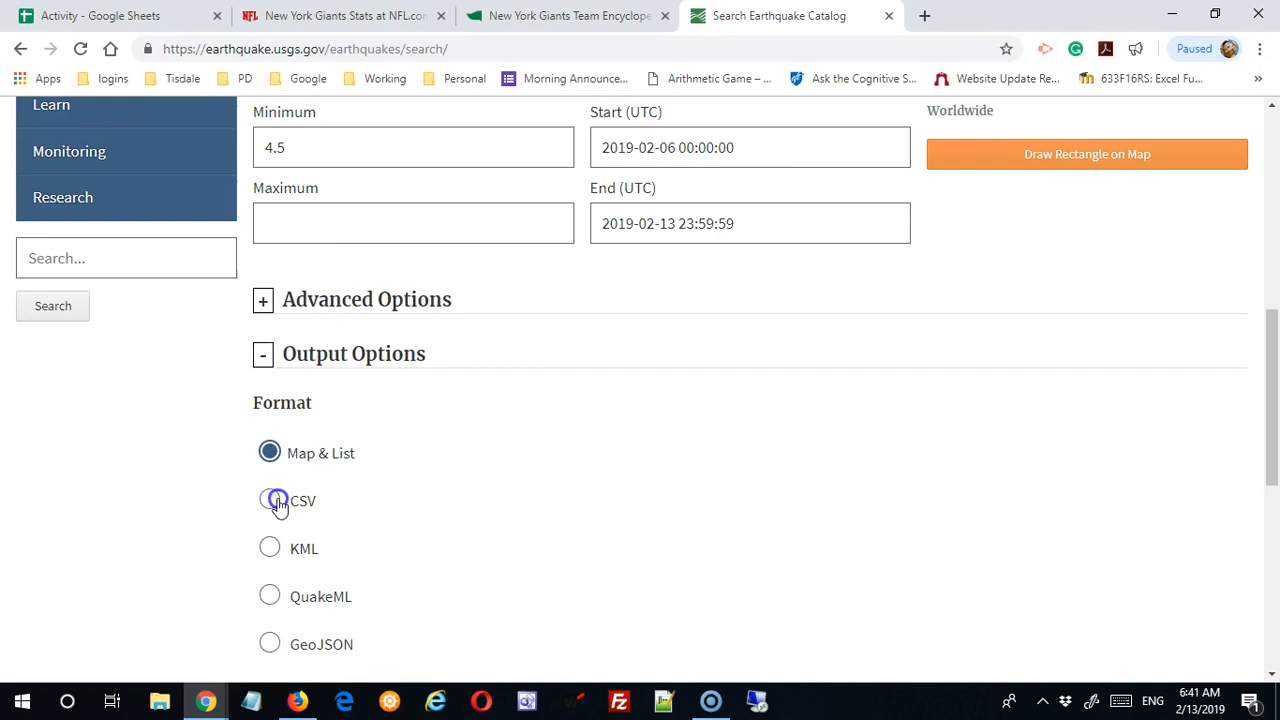 Activity - Google Sheets
NFL New York Giants Stats at NFL.com
New York Giants Team Encyclope
Search Earthquake Catalog
https://earthquake.usgs.gov/earthquakes/search/
Paused
Apps
logins
Tisdale
PD
Google
Working
Personal
Morning Announce...
Arithmetic Game –...
Ask the Cognitive S...
Website Update Re...
633F16RS: Excel Fu...
»
Learn
Monitoring
Research
Search...
Search
Minimum
4.5
Maximum
Start (UTC)
2019-02-06 00:00:00
End (UTC)
2019-02-13 23:59:59
Worldwide
Draw Rectangle on Map
+ Advanced Options
- Output Options
Format
Map & List
CSV
KML
QuakeML
GeoJSON
ENG
6:41 AM
2/13/2019
1